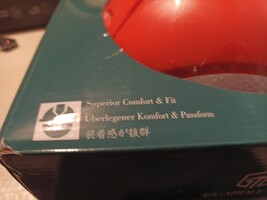 Superior Comfort & Fit
Überlegener Komfort & Passform
装着感が抜群